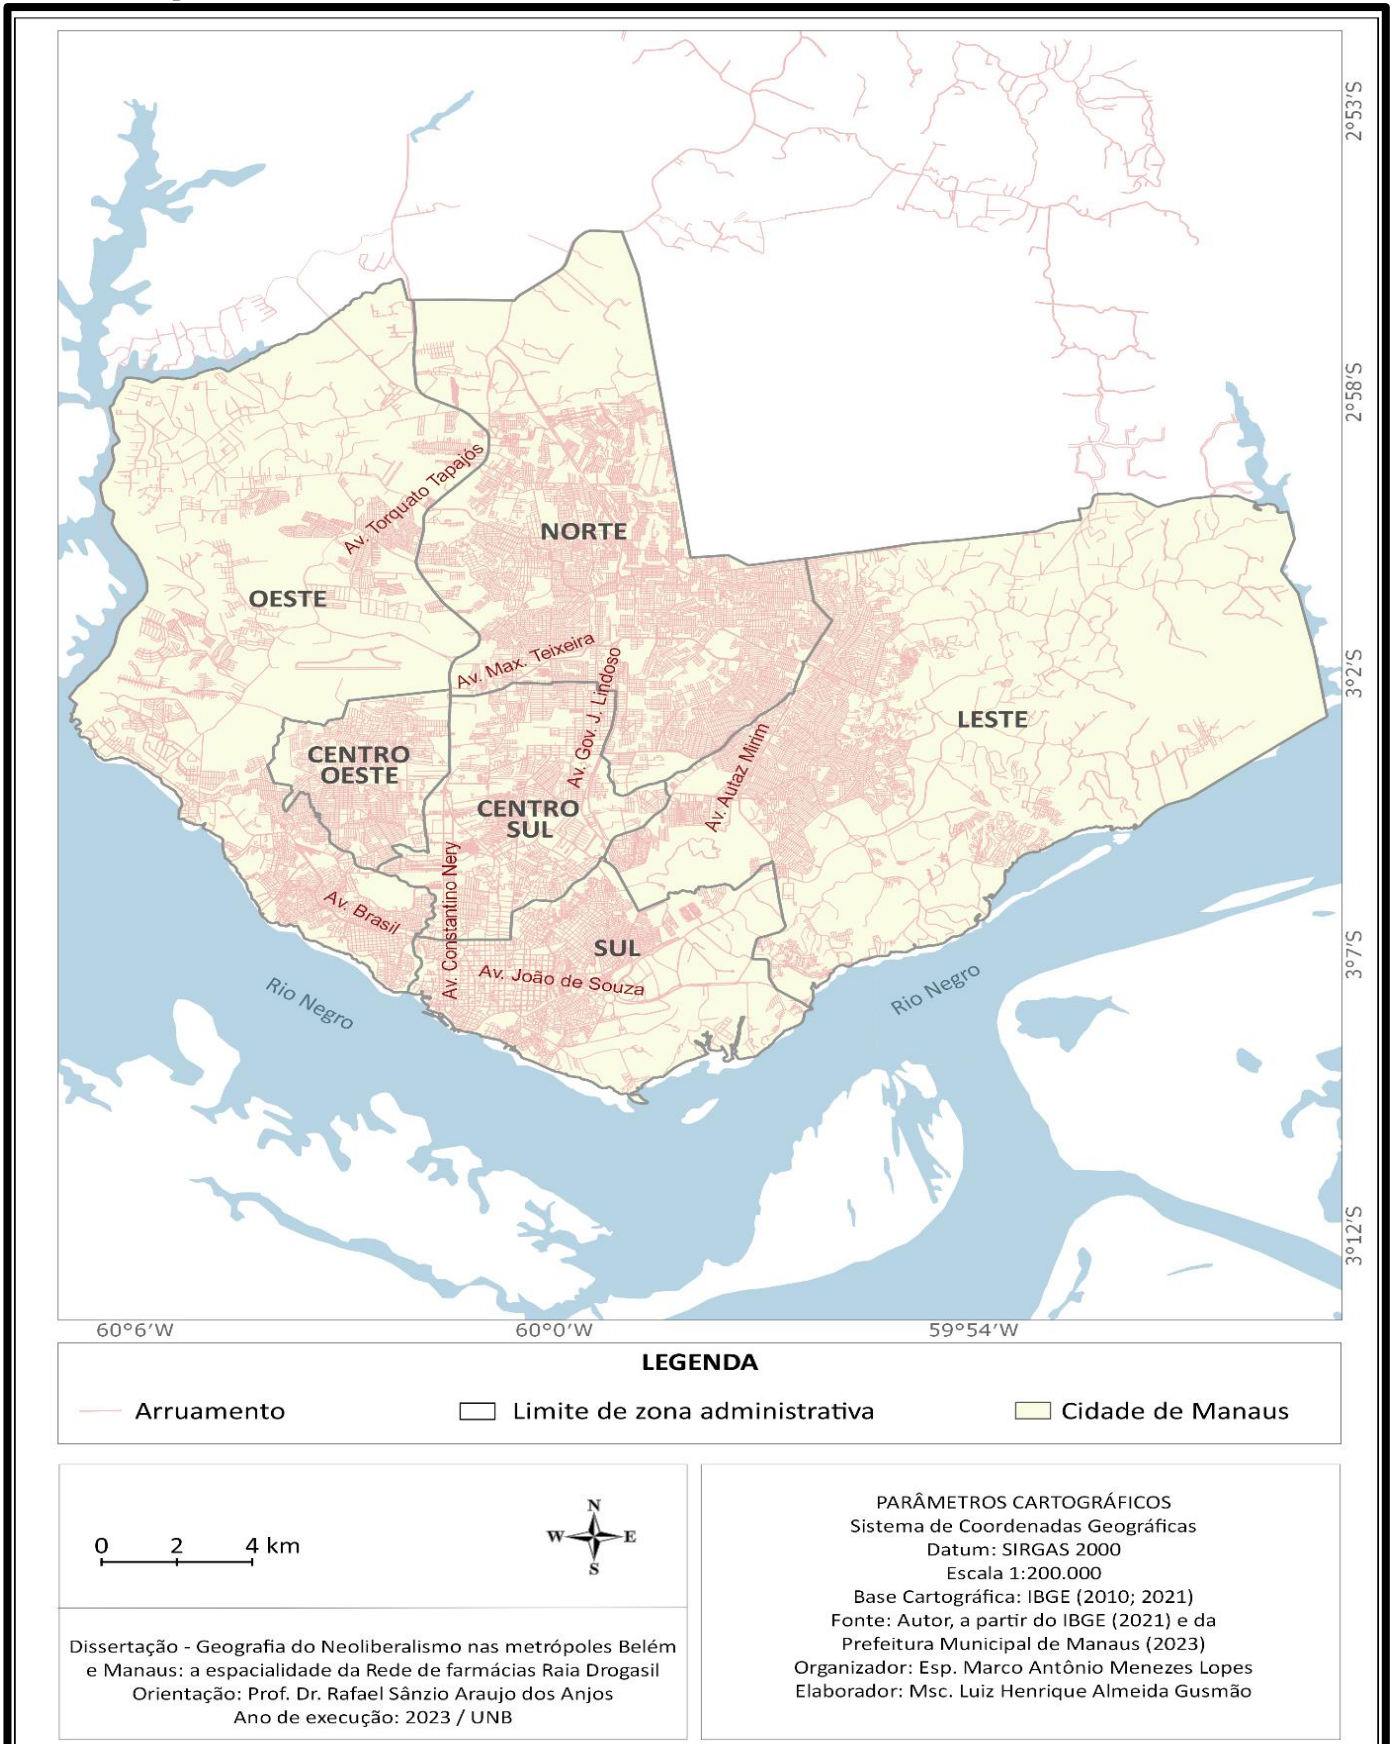 2°53'S
2°58'S
Av. Torquato Tapajós
NORTE
OESTE
Av. Max. Teixeira
Av. Gov. J. Lindoso
3°2'S
LESTE
CENTRO
OESTE
Av. Autaz Mirim
CENTRO
SUL
Av. Constantino Nery
Av. Brasil
SUL
3°7'S
Av. João de Souza
Rio Negro
Rio Negro
3°12'S
60°6'W
60°0'W
59°54'W
LEGENDA
Arruamento
Limite de zona administrativa
Cidade de Manaus
N
W E
S
0 2 4 km
Dissertação - Geografia do Neoliberalismo nas metrópoles Belém
e Manaus: a espacialidade da Rede de farmácias Raia Drogasil
Orientação: Prof. Dr. Rafael Sânzio Araujo dos Anjos
Ano de execução: 2023 / UNB
PARÂMETROS CARTOGRÁFICOS
Sistema de Coordenadas Geográficas
Datum: SIRGAS 2000
Escala 1:200.000
Base Cartográfica: IBGE (2010; 2021)
Fonte: Autor, a partir do IBGE (2021) e da
Prefeitura Municipal de Manaus (2023)
Organizador: Esp. Marco Antônio Menezes Lopes
Elaborador: Msc. Luiz Henrique Almeida Gusmão